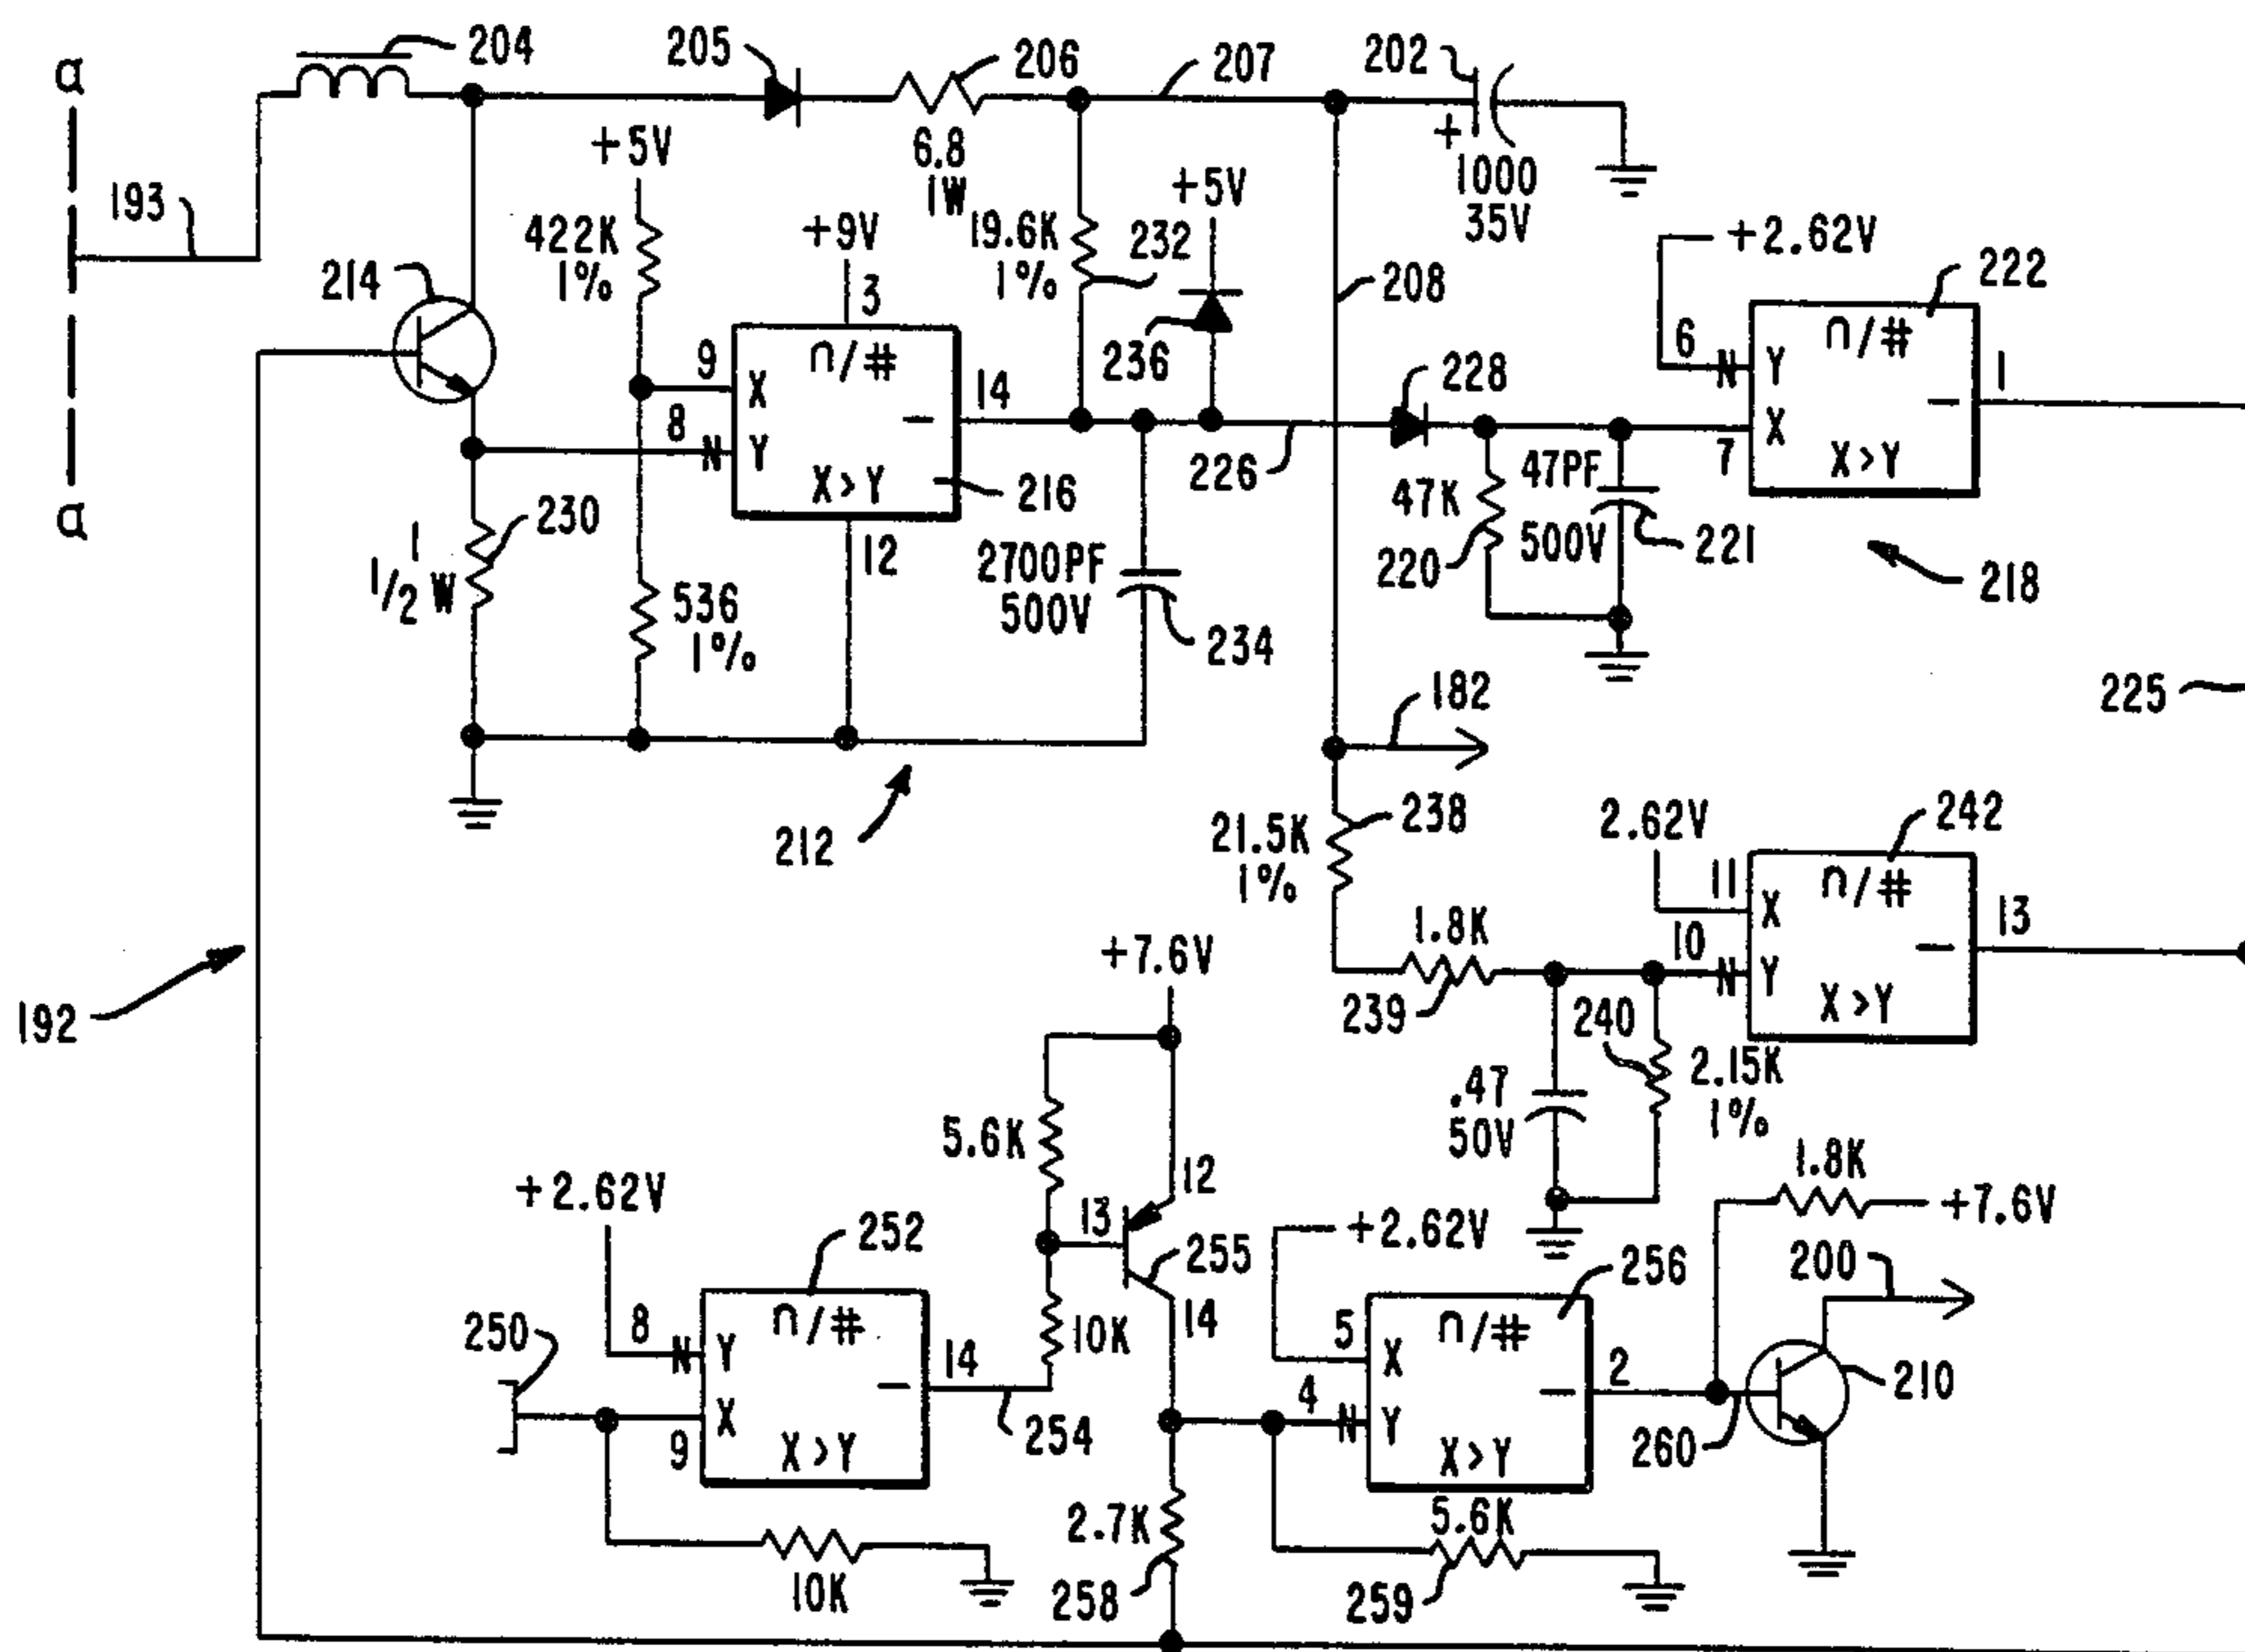 204
205
206
207
202
a
+5V
6.8
1W
+
1000
35V
+5V
193
422K
1%
+9V
19.6K
1%
232
+2.62V
222
214
3
208
6
n/#
9
n/#
236
228
N
Y
1
X
14
8
–
–
N
Y
226
X
7
47PF
X>Y
X>Y
216
47K
a
230
1
1/2 W
12
2700PF
500V
220
500V
221
218
536
1%
234
182
225
212
238
2.62V
242
21.5K
1%
11
n/#
X
13
1.8K
10
–
+7.6V
N
Y
192
239
240
X>Y
.47
50V
2.15K
1%
5.6K
1.8K
12
+2.62V
252
13
+2.62V
+7.6V
255
256
200
250
8
n/#
14
5
n/#
N
Y
10K
X
2
210
14
–
4
–
X
N
Y
9
254
260
X>Y
X>Y
2.7K
5.6K
10K
258
259